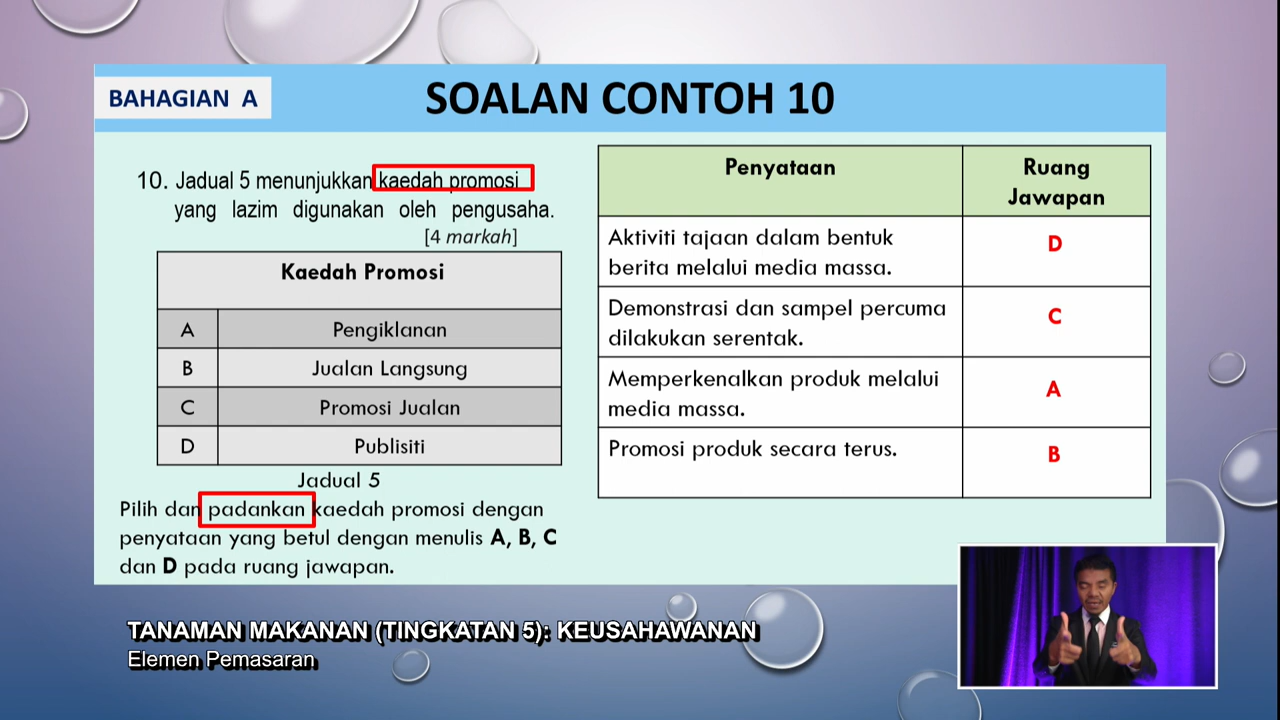 BAHAGIAN A
SOALAN CONTOH 10
10. Jadual 5 menunjukkan kaedah promosi
yang lazim digunakan oleh pengusaha.
[4 markah]
Kaedah Promosi
A Pengiklanan
B Jualan Langsung
C Promosi Jualan
D Publisiti
Jadual 5
Pilih dan padankan kaedah promosi dengan
penyataan yang betul dengan menulis A, B, C
dan D pada ruang jawapan.
Penyataan
Ruang
Jawapan
Aktiviti tajaan dalam bentuk
berita melalui media massa.
D
Demonstrasi dan sampel percuma
dilakukan serentak.
C
Memperkenalkan produk melalui
media massa.
A
Promosi produk secara terus.
B
TANAMAN MAKANAN (TINGKATAN 5): KEUSAHAWANAN
Elemen Pemasaran